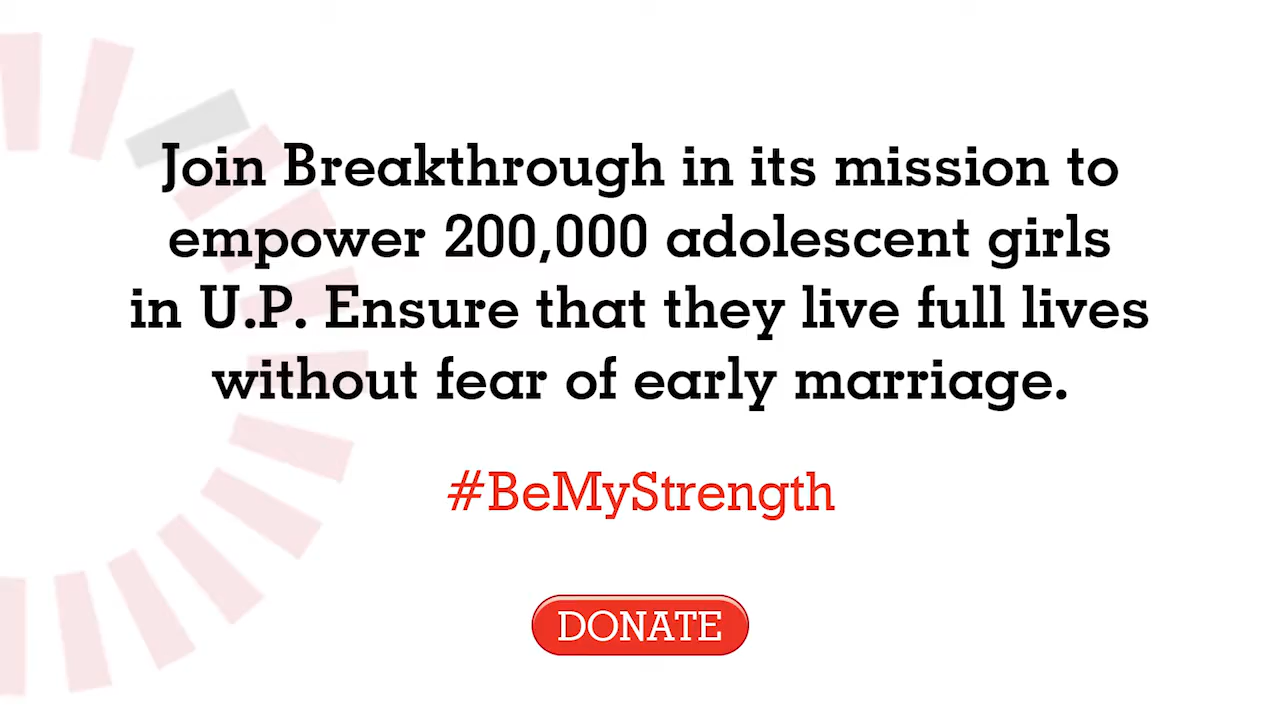 Join Breakthrough in its mission to
empower 200,000 adolescent girls
in U.P. Ensure that they live full lives
without fear of early marriage.
#BeMyStrength
DONATE